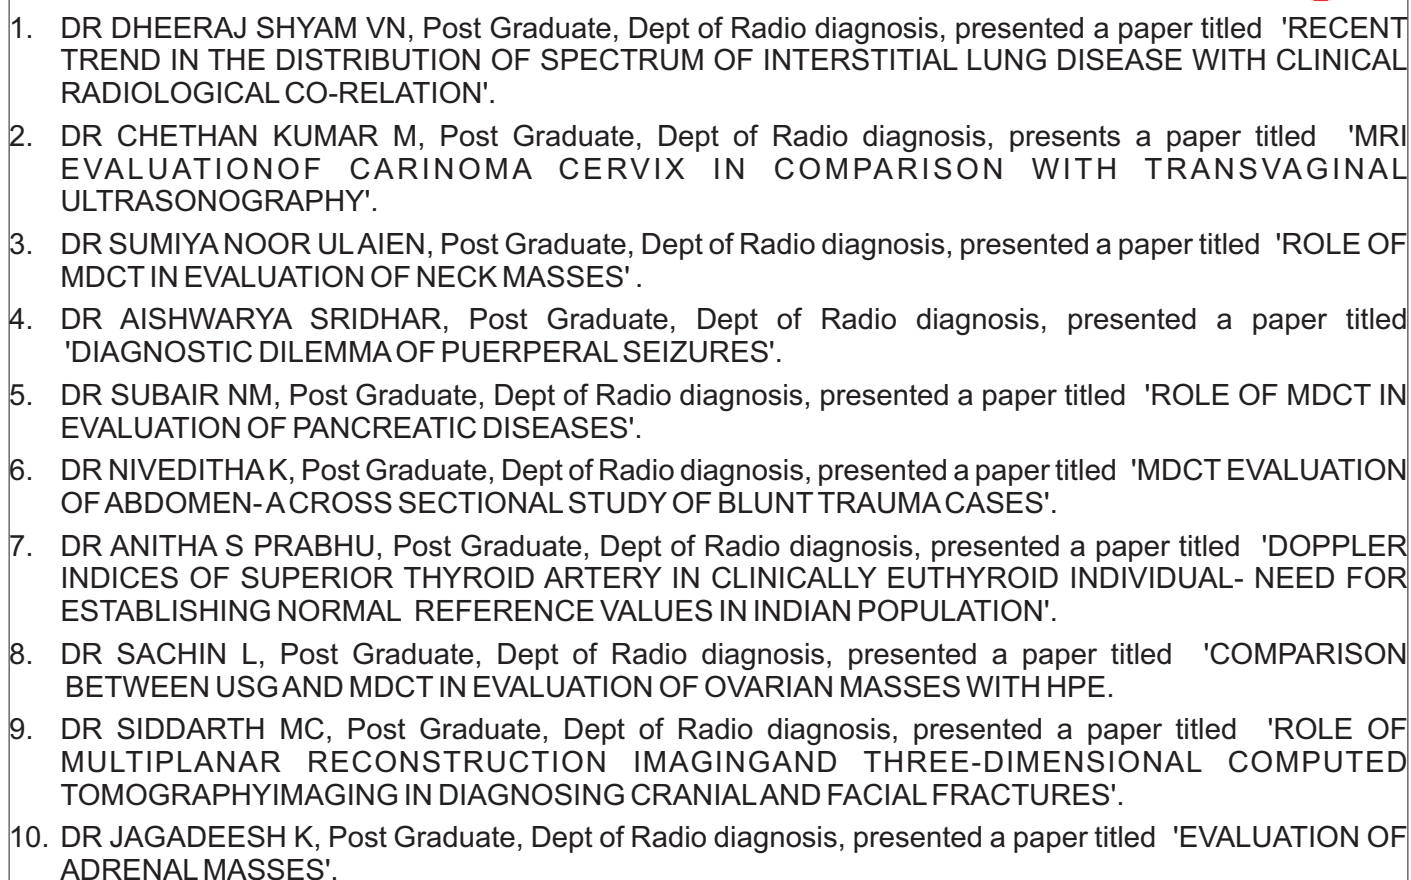 1. DR DHEERAJ SHYAM VN, Post Graduate, Dept of Radio diagnosis, presented a paper titled 'RECENT
TREND IN THE DISTRIBUTION OF SPECTRUM OF INTERSTITIAL LUNG DISEASE WITH CLINICAL
RADIOLOGICAL CO-RELATION'.
2. DR CHETHAN KUMAR M, Post Graduate, Dept of Radio diagnosis, presents a paper titled 'MRI
EVALUATIONOF CARINOMA CERVIX IN COMPARISON WITH TRANSVAGINAL
ULTRASONOGRAPHY'.
3. DR SUMIYA NOOR UL AIEN, Post Graduate, Dept of Radio diagnosis, presented a paper titled 'ROLE OF
MDCT IN EVALUATION OF NECK MASSES' .
4. DR AISHWARYA SRIDHAR, Post Graduate, Dept of Radio diagnosis, presented a paper titled
'DIAGNOSTIC DILEMMA OF PUERPERAL SEIZURES'.
5. DR SUBAIR NM, Post Graduate, Dept of Radio diagnosis, presented a paper titled 'ROLE OF MDCT IN
EVALUATION OF PANCREATIC DISEASES'.
6. DR NIVEDITHA K, Post Graduate, Dept of Radio diagnosis, presented a paper titled 'MDCT EVALUATION
OF ABDOMEN- A CROSS SECTIONAL STUDY OF BLUNT TRAUMA CASES'.
7. DR ANITHA S PRABHU, Post Graduate, Dept of Radio diagnosis, presented a paper titled 'DOPPLER
INDICES OF SUPERIOR THYROID ARTERY IN CLINICALLY EUTHYROID INDIVIDUAL- NEED FOR
ESTABLISHING NORMAL REFERENCE VALUES IN INDIAN POPULATION'.
8. DR SACHIN L, Post Graduate, Dept of Radio diagnosis, presented a paper titled 'COMPARISON
BETWEEN USG AND MDCT IN EVALUATION OF OVARIAN MASSES WITH HPE.
9. DR SIDDARTH MC, Post Graduate, Dept of Radio diagnosis, presented a paper titled 'ROLE OF
MULTIPLANAR RECONSTRUCTION IMAGINGAND THREE-DIMENSIONAL COMPUTED
TOMOGRAPHYIMAGING IN DIAGNOSING CRANIAL AND FACIAL FRACTURES'.
10. DR JAGADEESH K, Post Graduate, Dept of Radio diagnosis, presented a paper titled 'EVALUATION OF
ADRENAL MASSES'.